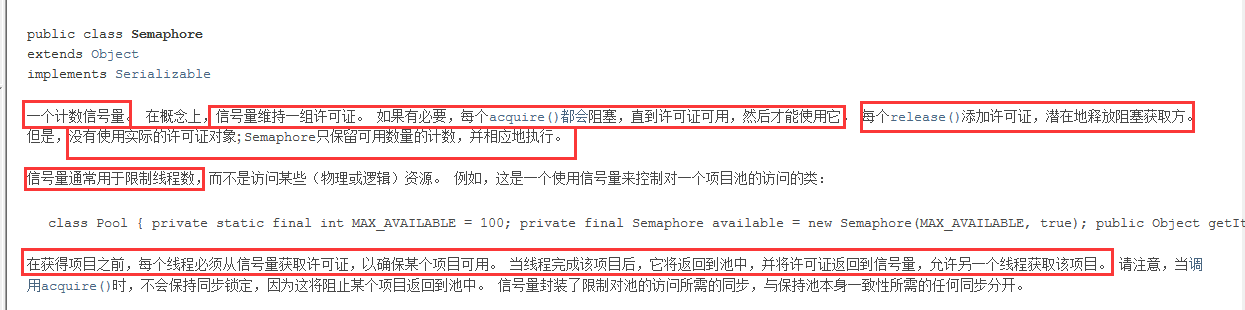 public class Semaphore
extends Object
implements Serializable
一个计数信号量。 在概念上，信号量维持一组许可证。 如果有必要，每个acquire()都会阻塞，直到许可证可用，然后才能使用它。 每个release()添加许可证，潜在地释放阻塞获取方。
但是，没有使用实际的许可证对象;Semaphore只保留可用数量的计数，并相应地执行。
信号量通常用于限制线程数，而不是访问某些（物理或逻辑）资源。 例如，这是一个使用信号量来控制对一个项目池的访问的类：
class Pool { private static final int MAX_AVAILABLE = 100; private final Semaphore available = new Semaphore(MAX_AVAILABLE, true); public Object getIt
在获得项目之前，每个线程必须从信号量获取许可证，以确保某个项目可用。 当线程完成该项目后，它将返回到池中，并将许可证返回到信号量，允许另一个线程获取该项目。 请注意，当调
用acquire()时，不会保持同步锁定，因为这将阻止某个项目返回到池中。 信号量封装了限制对池的访问所需的同步，与保持池本身一致性所需的任何同步分开。